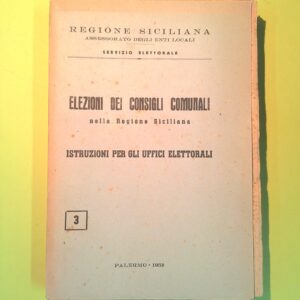 REGIONE SICILIANA
ASSESSORATO DEGLI ENTI LOCALI
SERVIZIO ELETTORALE
ELEZIONI DEI CONSIGLI COMUNALI
nella Regione Siciliana
ISTRUZIONI PER GLI UFFICI ELETTORALI
3